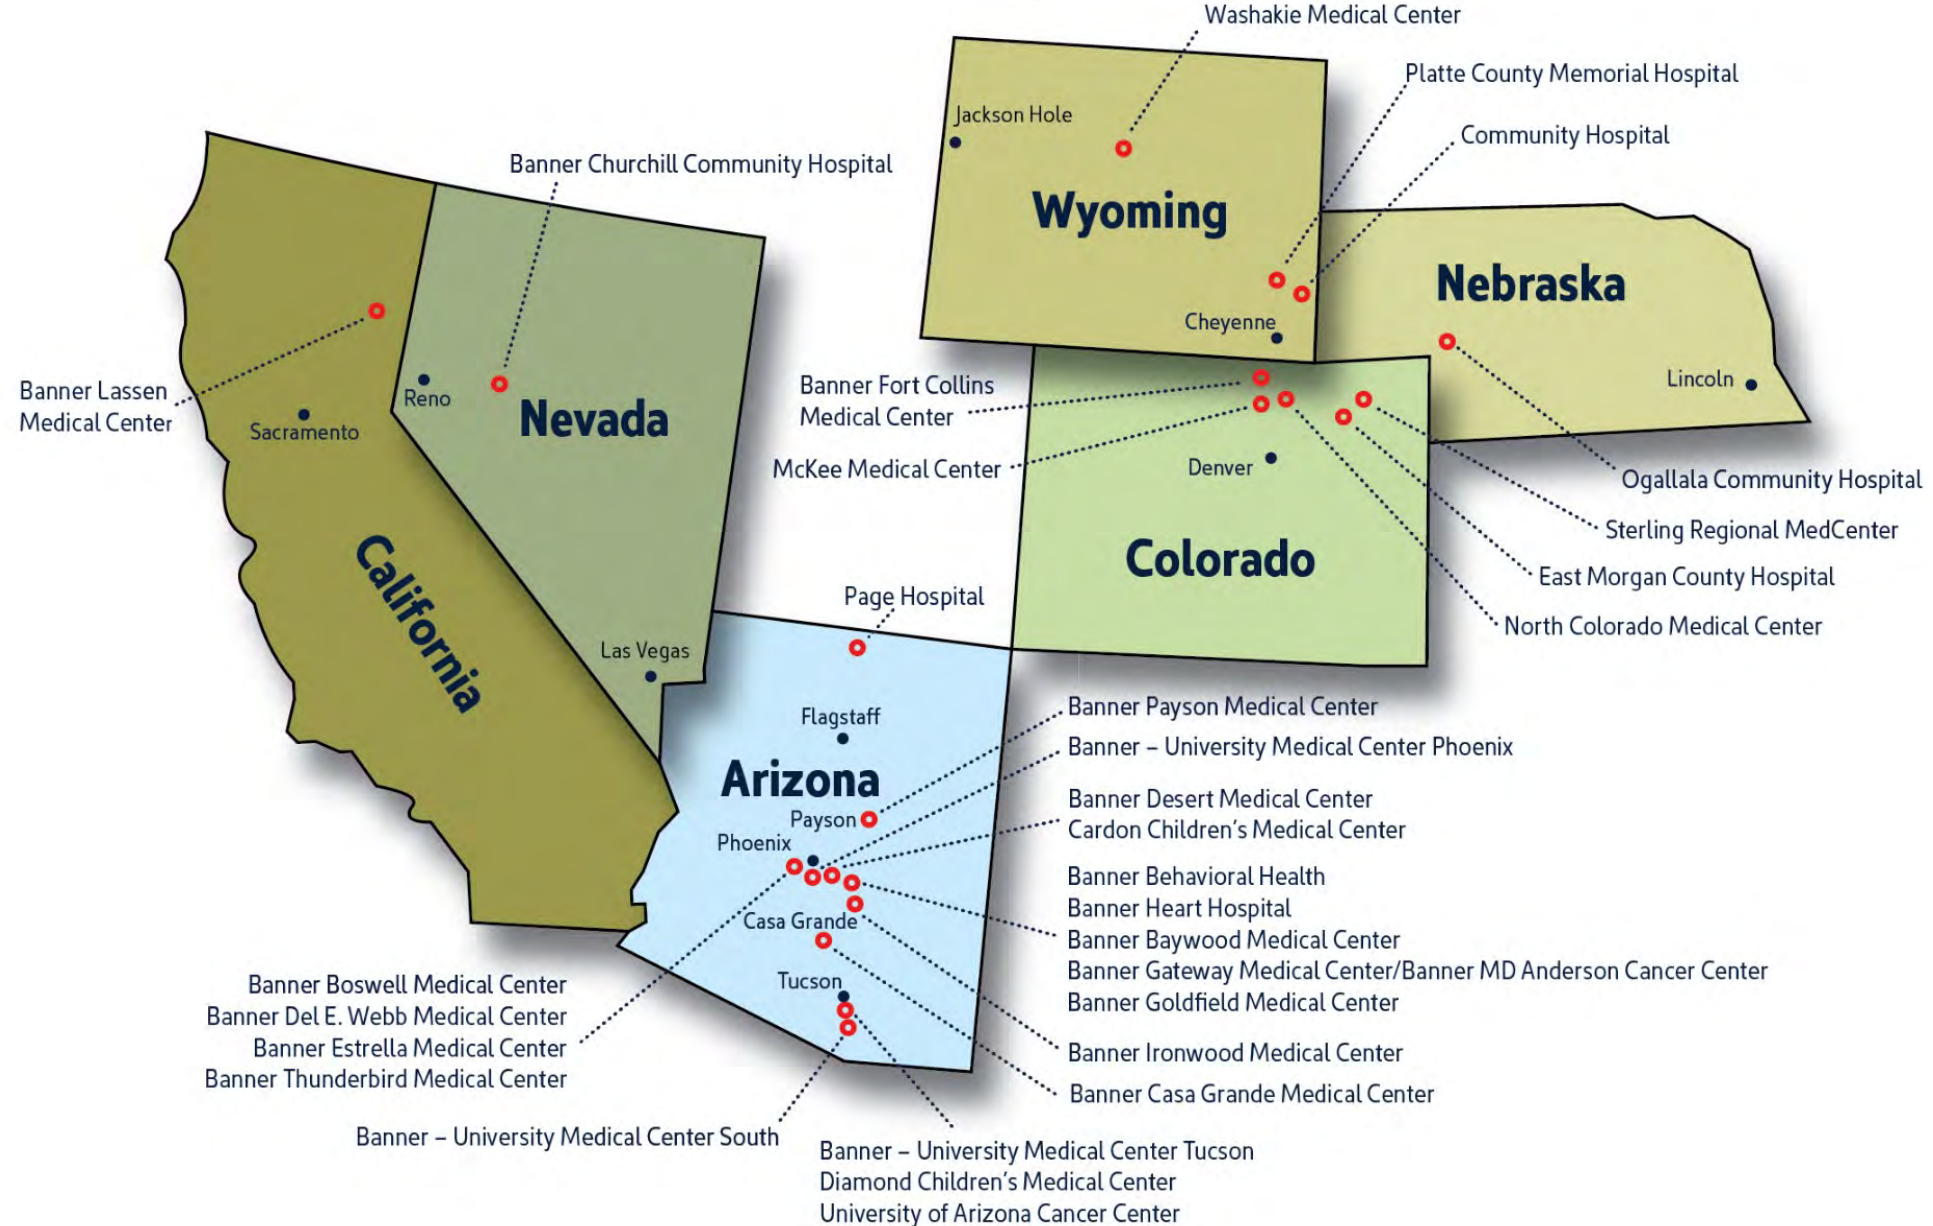 Washakie Medical Center
Platte County Memorial Hospital
Jackson Hole
Community Hospital
Banner Churchill Community Hospital
Wyoming
Nebraska
Cheyenne
Banner Lassen
Medical Center
Reno
Sacramento
Nevada
Banner Fort Collins
Medical Center
Lincoln
McKee Medical Center
Denver
Ogallala Community Hospital
Sterling Regional MedCenter
Colorado
East Morgan County Hospital
California
Page Hospital
North Colorado Medical Center
Las Vegas
Flagstaff
Banner Payson Medical Center
Banner – University Medical Center Phoenix
Arizona
Banner Desert Medical Center
Cardon Children's Medical Center
Payson
Phoenix
Banner Behavioral Health
Banner Heart Hospital
Banner Baywood Medical Center
Banner Gateway Medical Center/Banner MD Anderson Cancer Center
Banner Goldfield Medical Center
Casa Grande
Tucson
Banner Boswell Medical Center
Banner Del E. Webb Medical Center
Banner Estrella Medical Center
Banner Thunderbird Medical Center
Banner Ironwood Medical Center
Banner Casa Grande Medical Center
Banner – University Medical Center South
Banner – University Medical Center Tucson
Diamond Children's Medical Center
University of Arizona Cancer Center